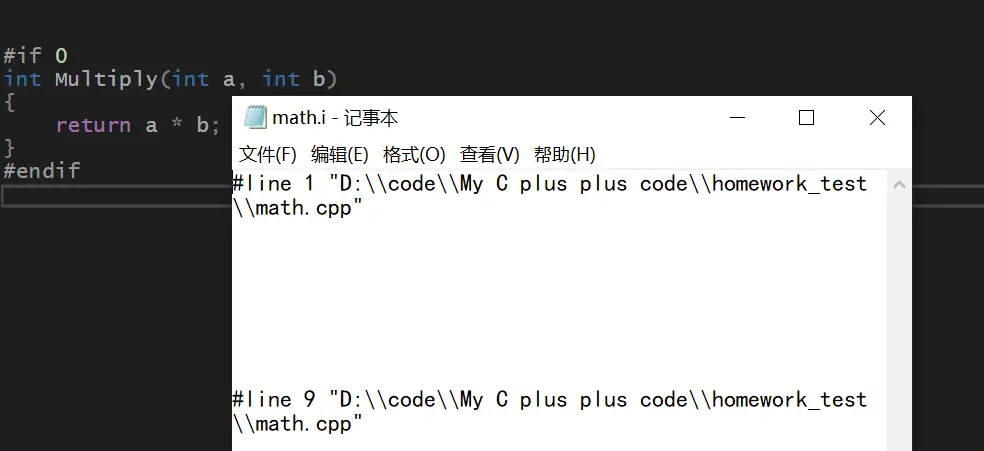 #if 0
int Multiply(int a, int b)
{
    return a * b;
}
#endif
math.i - 记事本
文件(F) 编辑(E) 格式(O) 查看(V) 帮助(H)
#line 1 "D:\\code\\My C plus plus code\\homework_test
\\math.cpp"
#line 9 "D:\\code\\My C plus plus code\\homework_test
\\math.cpp"